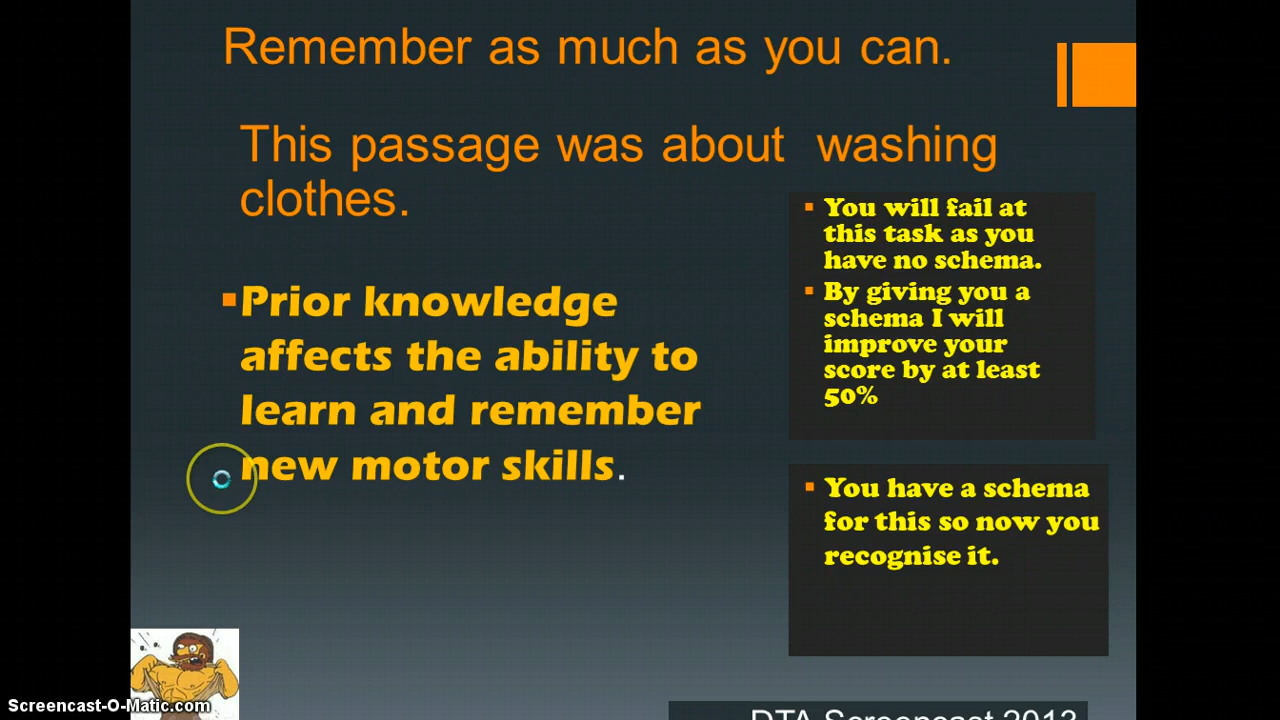 Remember as much as you can.
This passage was about washing
clothes.
Prior knowledge
affects the ability to
learn and remember
new motor skills.
You will fail at
this task as you
have no schema.
By giving you a
schema I will
improve your
score by at least
50%
You have a schema
for this so now you
recognise it.
Screencast-O-Matic.com
DTA Screencast 2013